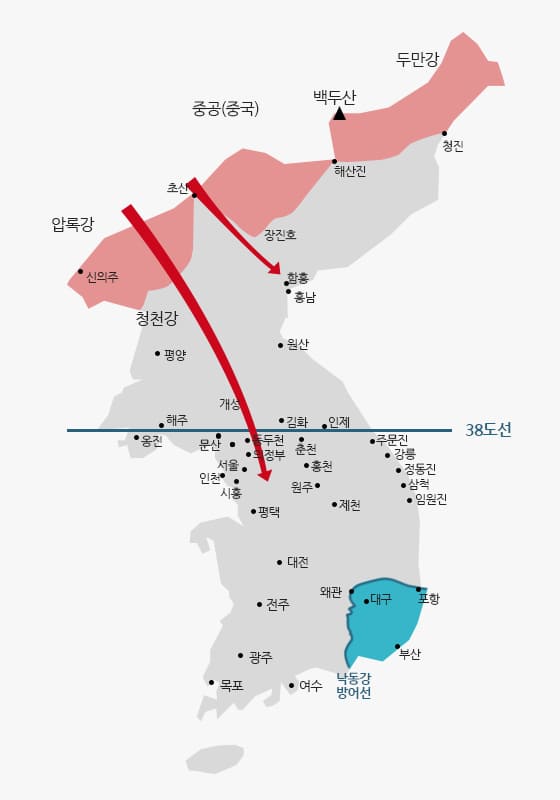 두만강
백두산
중공(중국)
청진
해산진
초산
압록강
장진호
신의주
함흥
흥남
청천강
원산
평양
개성
해주
김화
인제
38도선
옹진
문산
동두천
춘천
주문진
의정부
강릉
서울
홍천
정동진
인천
시흥
원주
삼척
임원진
제천
평택
대전
왜관
대구
포항
전주
광주
부산
목포
여수
낙동강
방어선